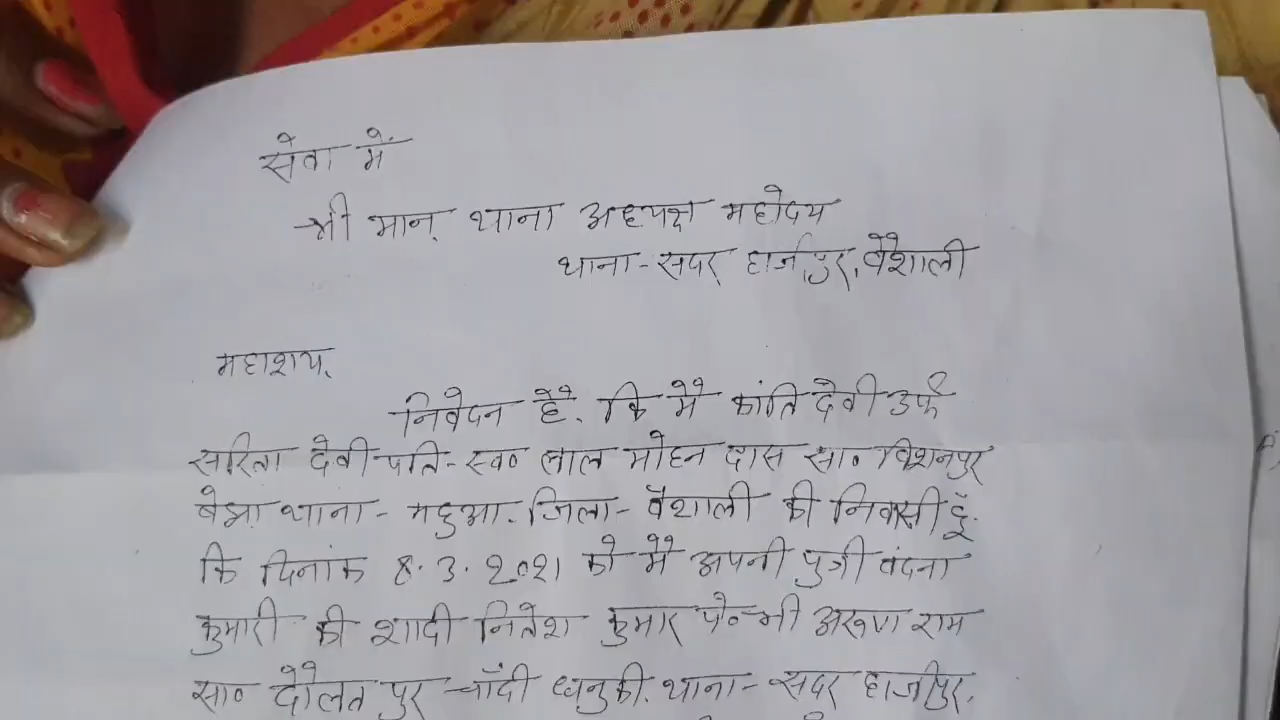 सेवा में
श्री मान् थाना अध्यक्ष महोदय
थाना-सदर हाजीपुर, वैशाली
महाशय,
निवेदन है. कि मैं कांति देवी उर्फ
सरिता देवी-पति-स्व० लाल मोहन दास सा० विशनपुर
बेझा थाना- महुआ. जिला- वैशाली की निवासी हूँ.
कि दिनांक 8.3.2021 को मैं अपनी पुत्री वंदना
कुमारी की शादी नितेश कुमार पे०-श्री अरूण राम
सा० दौलत पुर चाँदी धनुकी. थाना- सदर हाजीपुर.